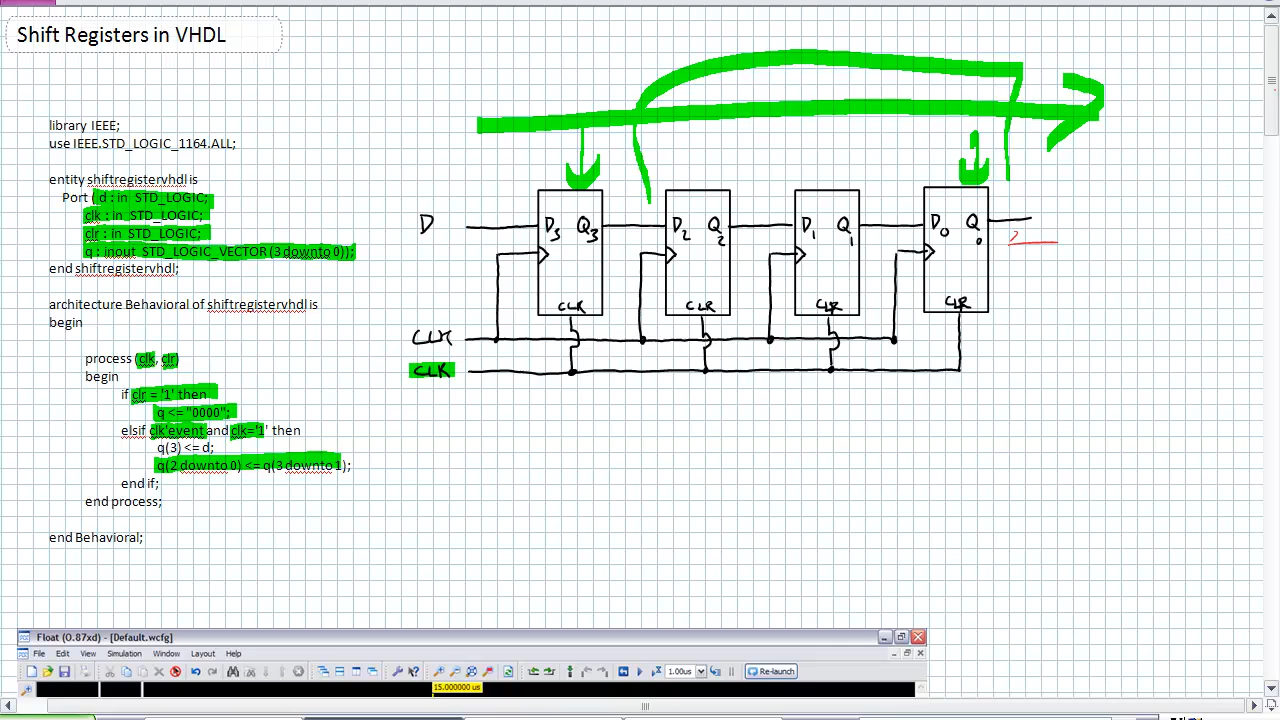 Shift Registers in VHDL
library IEEE;
use IEEE.STD_LOGIC_1164.ALL;
entity shiftregistervhdl is
Port ( d : in STD_LOGIC;
clk : in STD_LOGIC;
clr : in STD_LOGIC;
q : inout STD_LOGIC_VECTOR (3 downto 0));
end shiftregistervhdl;
architecture Behavioral of shiftregistervhdl is
begin
process (clk, clr)
begin
if clr = '1' then
q <= "0000";
elsif clk'event and clk='1' then
q(3) <= d;
q(2 downto 0) <= q(3 downto 1);
end if;
end process;
end Behavioral;
D D3 Q3 D2 Q2 D1 Q1 D0 Q0
CLK CLR CLR CLR
CLK
CLK
Float (0.87xd) - [Default.wcfg]
File Edit View Simulation Window Layout Help
1.00us Re-launch
15.000000 us